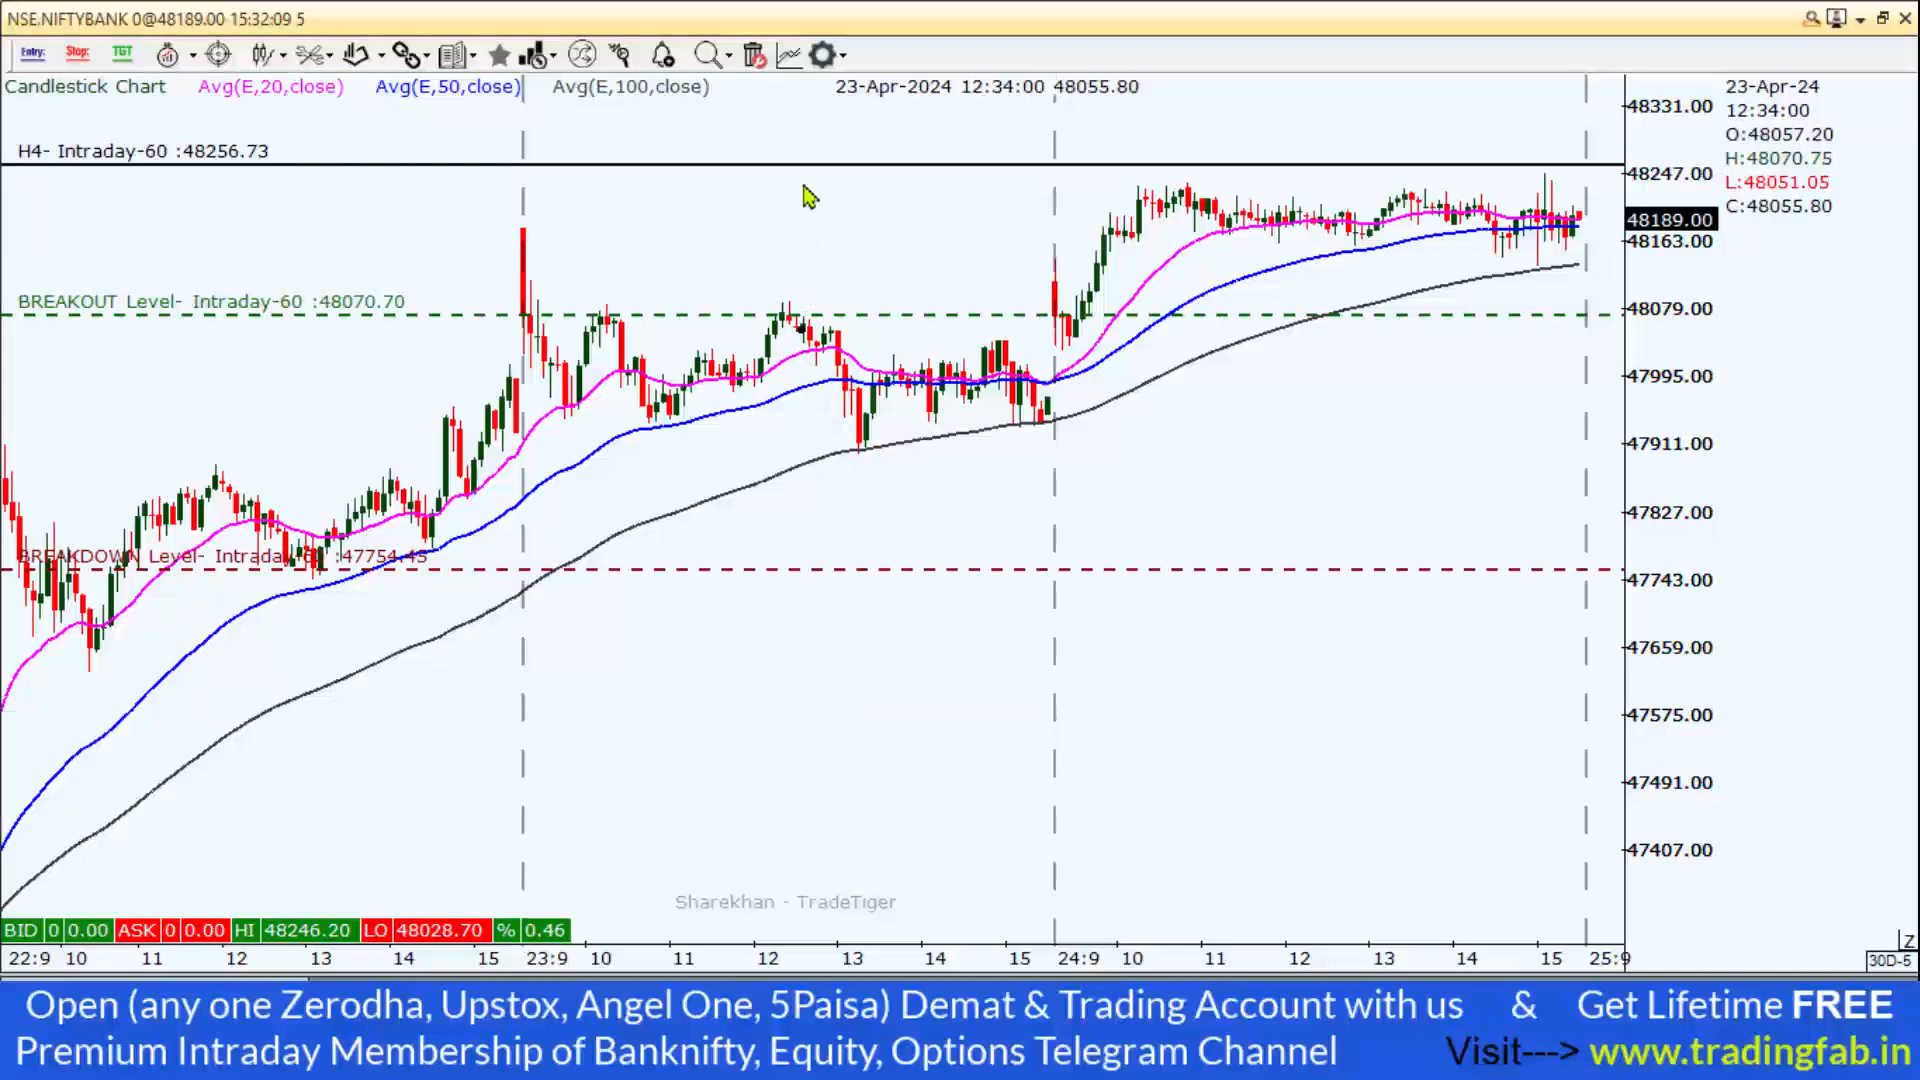 NSE.NIFTYBANK 0@48189.00 15:32:09 5
Entry: Stop: TGT
Candlestick Chart Avg(E,20,close) Avg(E,50,close) Avg(E,100,close) 23-Apr-2024 12:34:00 48055.80
23-Apr-24
12:34:00
O:48057.20
H:48070.75
L:48051.05
C:48055.80
H4- Intraday-60 :48256.73
BREAKOUT Level- Intraday-60 :48070.70
BREAKDOWN Level- Intraday-60 :47754.45
48331.00
48247.00
48189.00
48163.00
48079.00
47995.00
47911.00
47827.00
47743.00
47659.00
47575.00
47491.00
47407.00
Sharekhan - TradeTiger
BID 0 0.00 ASK 0 0.00 HI 48246.20 LO 48028.70 % 0.46
Z
22:9 10 11 12 13 14 15 23:9 10 11 12 13 14 15 24:9 10 11 12 13 14 15 25:9
30D-5
Open (any one Zerodha, Upstox, Angel One, 5Paisa) Demat & Trading Account with us & Get Lifetime FREE
Premium Intraday Membership of Banknifty, Equity, Options Telegram Channel Visit---> www.tradingfab.in